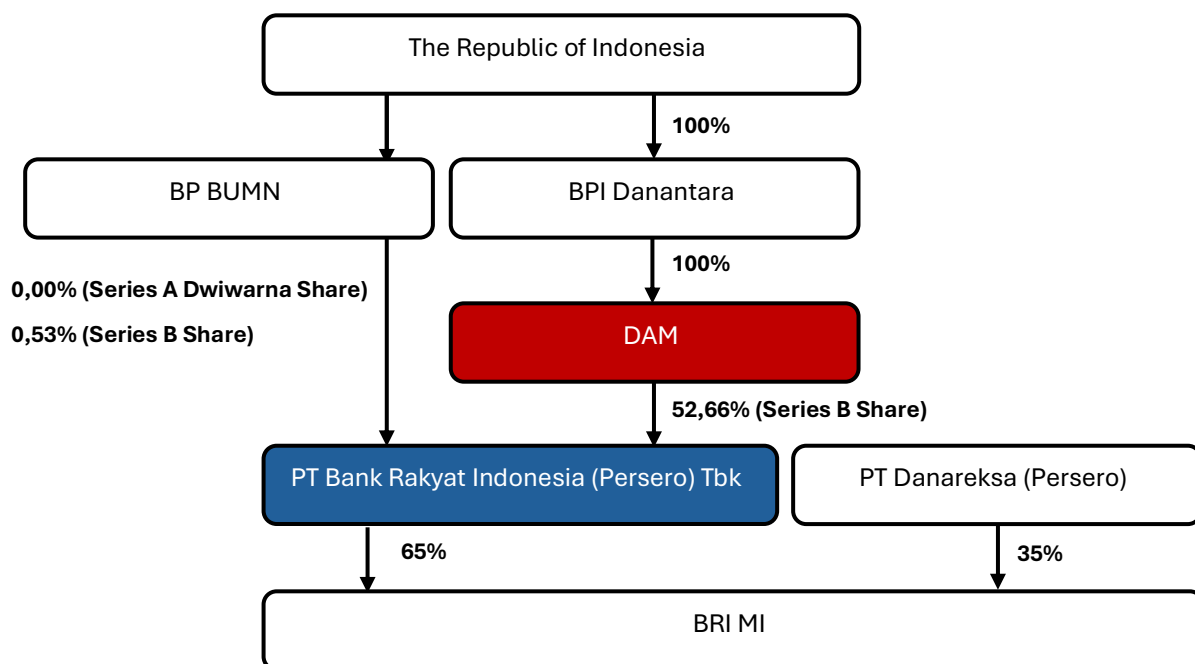 The Republic of Indonesia
100%
BP BUMN
BPI Danantara
100%
0,00% (Series A Dwiwarna Share)
0,53% (Series B Share)
DAM
52,66% (Series B Share)
PT Bank Rakyat Indonesia (Persero) Tbk
PT Danareksa (Persero)
65%
35%
BRI MI